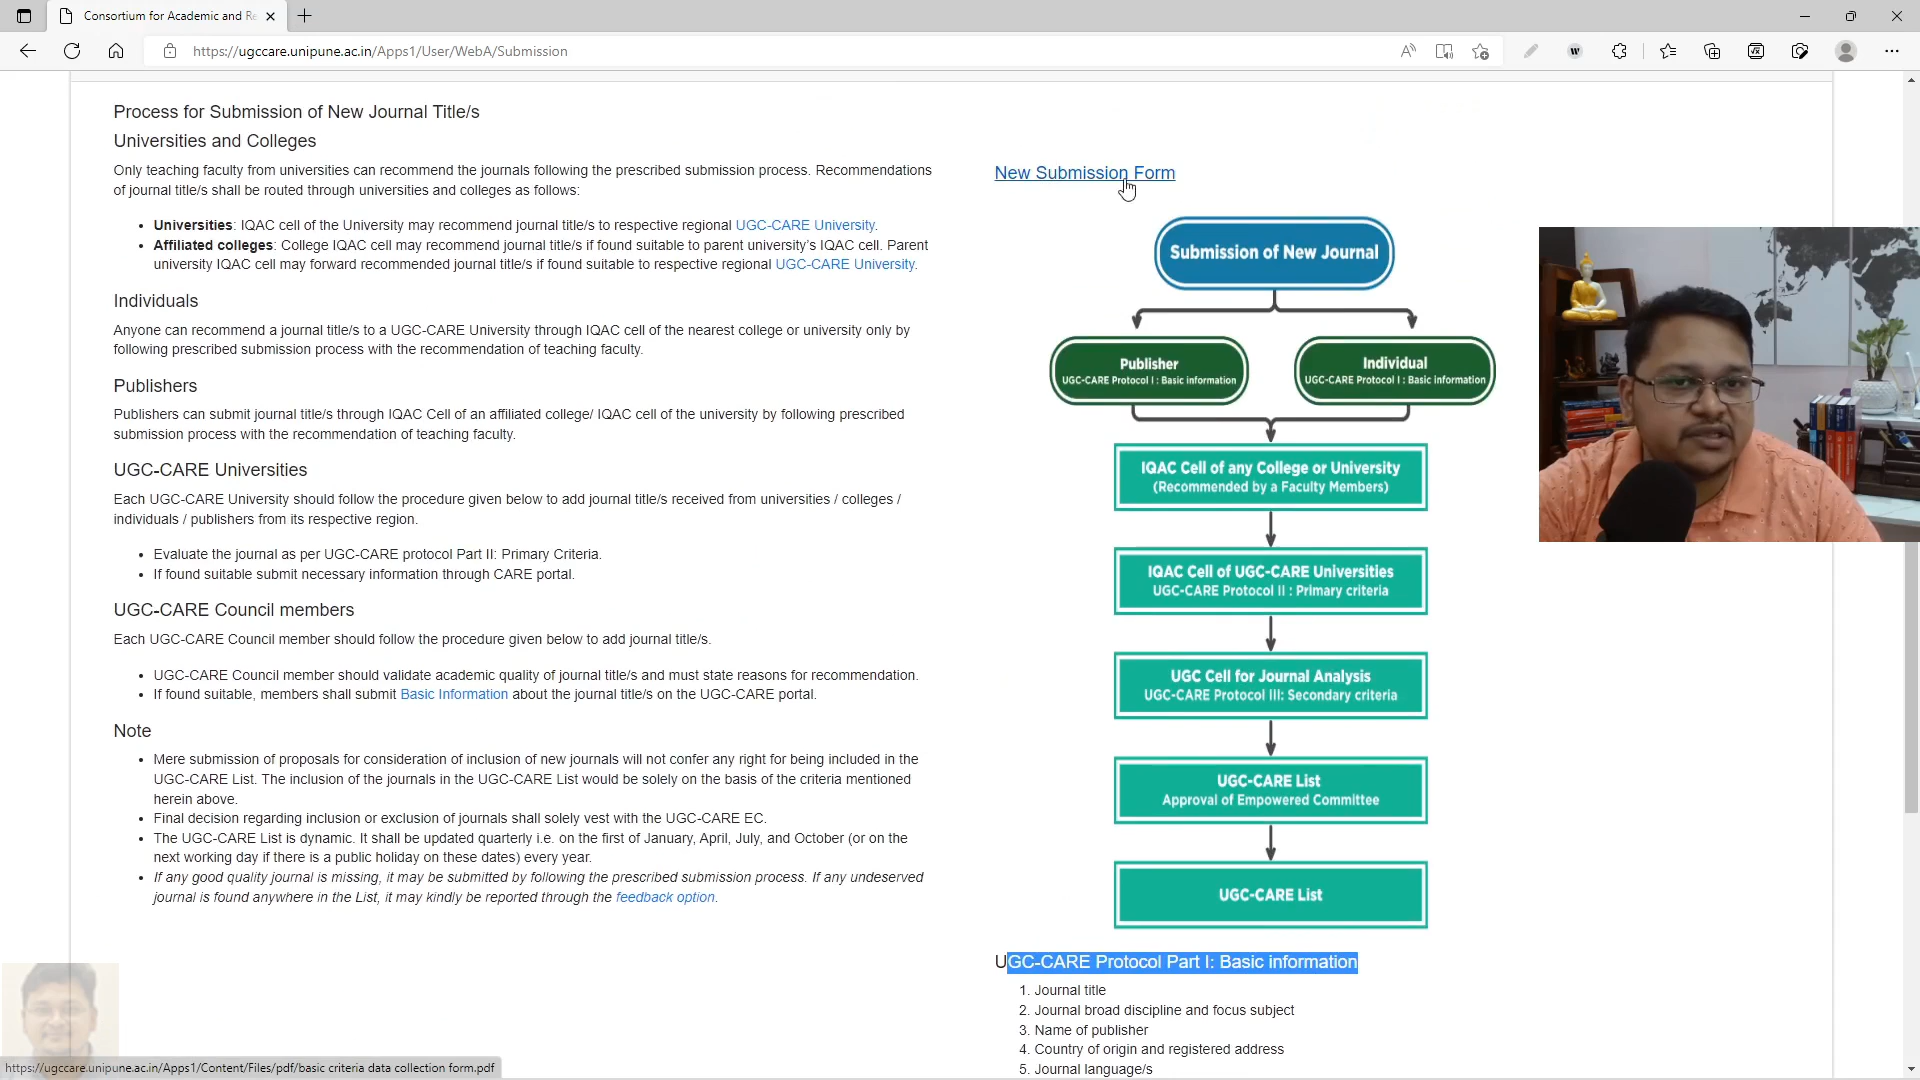 Consortium for Academic and Re
https://ugccare.unipune.ac.in/Apps1/User/WebA/Submission
Process for Submission of New Journal Title/s
Universities and Colleges
Only teaching faculty from universities can recommend the journals following the prescribed submission process. Recommendations
of journal title/s shall be routed through universities and colleges as follows:
• Universities: IQAC cell of the University may recommend journal title/s to respective regional UGC-CARE University.
• Affiliated colleges: College IQAC cell may recommend journal title/s if found suitable to parent university's IQAC cell. Parent
university IQAC cell may forward recommended journal title/s if found suitable to respective regional UGC-CARE University.
Individuals
Anyone can recommend a journal title/s to a UGC-CARE University through IQAC cell of the nearest college or university only by
following prescribed submission process with the recommendation of teaching faculty.
Publishers
Publishers can submit journal title/s through IQAC Cell of an affiliated college/ IQAC cell of the university by following prescribed
submission process with the recommendation of teaching faculty.
UGC-CARE Universities
Each UGC-CARE University should follow the procedure given below to add journal title/s received from universities / colleges /
individuals / publishers from its respective region.
• Evaluate the journal as per UGC-CARE protocol Part II: Primary Criteria.
• If found suitable submit necessary information through CARE portal.
UGC-CARE Council members
Each UGC-CARE Council member should follow the procedure given below to add journal title/s.
• UGC-CARE Council member should validate academic quality of journal title/s and must state reasons for recommendation.
• If found suitable, members shall submit Basic Information about the journal title/s on the UGC-CARE portal.
Note
• Mere submission of proposals for consideration of inclusion of new journals will not confer any right for being included in the
UGC-CARE List. The inclusion of the journals in the UGC-CARE List would be solely on the basis of the criteria mentioned
herein above.
• Final decision regarding inclusion or exclusion of journals shall solely vest with the UGC-CARE EC.
• The UGC-CARE List is dynamic. It shall be updated quarterly i.e. on the first of January, April, July, and October (or on the
next working day if there is a public holiday on these dates) every year.
• If any good quality journal is missing, it may be submitted by following the prescribed submission process. If any undeserved
journal is found anywhere in the List, it may kindly be reported through the feedback option.
New Submission Form
Submission of New Journal
Publisher
UGC-CARE Protocol I : Basic information
Individual
UGC-CARE Protocol I : Basic information
IQAC Cell of any College or University
(Recommended by a Faculty Members)
IQAC Cell of UGC-CARE Universities
UGC-CARE Protocol II : Primary criteria
UGC Cell for Journal Analysis
UGC-CARE Protocol III: Secondary criteria
UGC-CARE List
Approval of Empowered Committee
UGC-CARE List
UGC-CARE Protocol Part I: Basic information
1. Journal title
2. Journal broad discipline and focus subject
3. Name of publisher
4. Country of origin and registered address
5. Journal language/s
https://ugccare.unipune.ac.in/Apps1/Content/Files/pdf/basic criteria data collection form.pdf